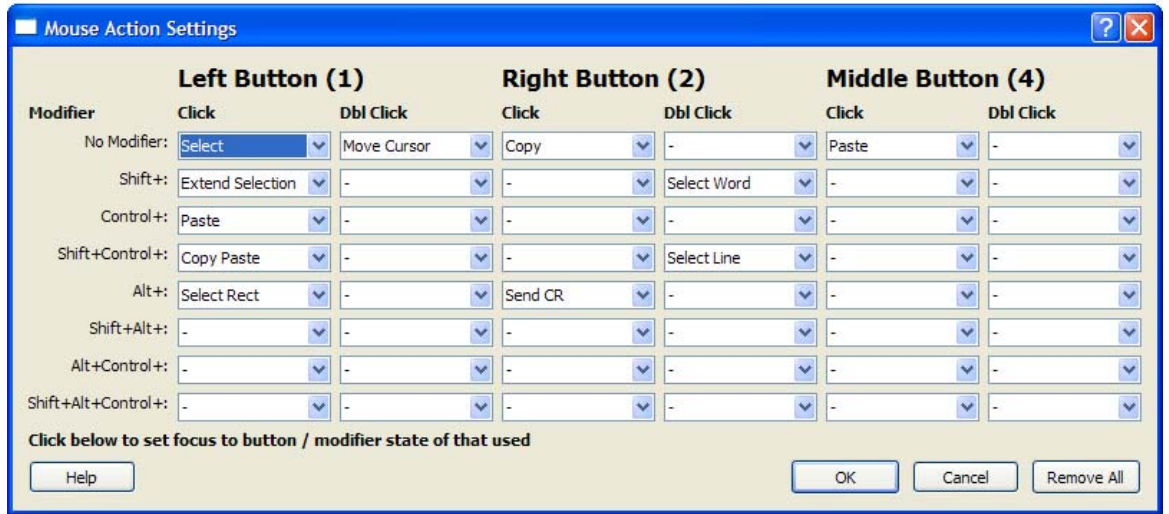 Mouse Action Settings
Left Button (1) Right Button (2) Middle Button (4)
Modifier Click Dbl Click Click Dbl Click Click Dbl Click
No Modifier: Select Move Cursor Copy - Paste -
Shift+: Extend Selection - - Select Word - -
Control+: Paste - - - - -
Shift+Control+: Copy Paste - - Select Line - -
Alt+: Select Rect - Send CR - - -
Shift+Alt+: - - - - - -
Alt+Control+: - - - - - -
Shift+Alt+Control+: - - - - - -
Click below to set focus to button / modifier state of that used
Help OK Cancel Remove All